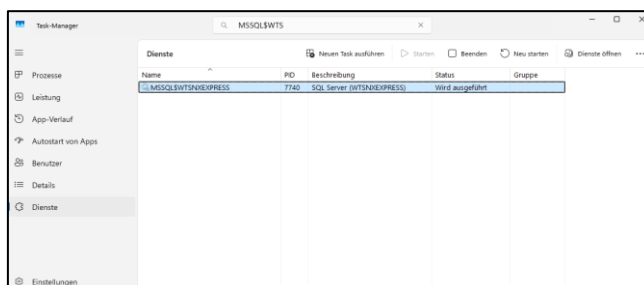 Task-Manager
MSSQL$WTS
Dienste
Neuen Task ausführen
Starten
Beenden
Neu starten
Dienste öffnen
Prozesse
Leistung
App-Verlauf
Autostart von Apps
Benutzer
Details
Dienste
Einstellungen
Name PID Beschreibung Status Gruppe
MSSQL$WTSNXEXPRESS 7740 SQL Server (WTSNXEXPRESS) Wird ausgeführt